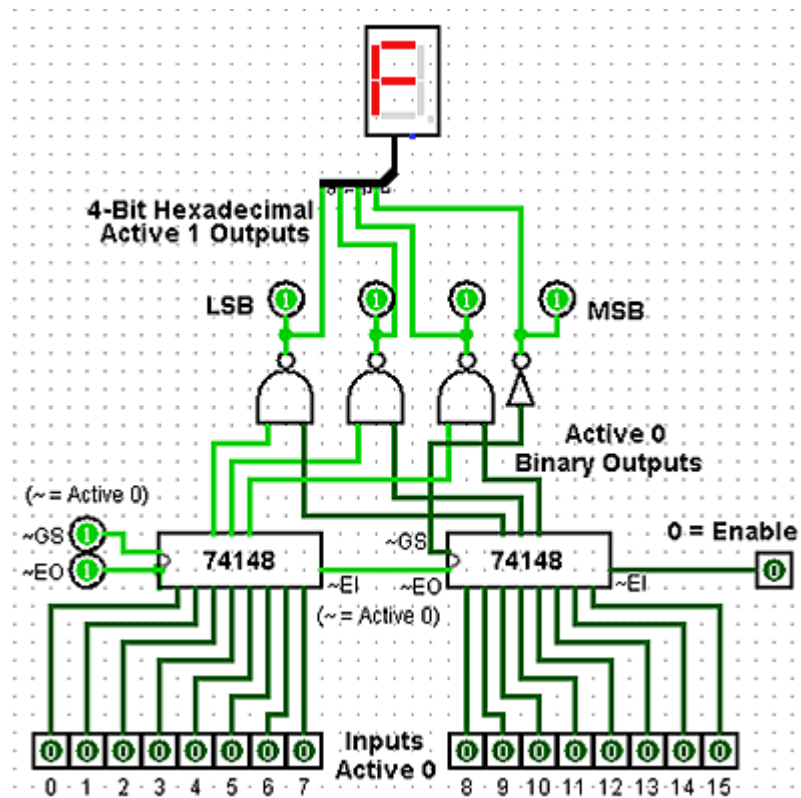 F
4-Bit Hexadecimal
Active 1 Outputs
LSB 1 1 1 1 MSB
Active 0
Binary Outputs
(~ = Active 0)
~GS 1
~EO 1
74148
~EI
(~ = Active 0)
~GS
~EO
74148
~EI
0 = Enable
0
0 0 0 0 0 0 0 0
Inputs
Active 0
0 0 0 0 0 0 0 0
0 1 2 3 4 5 6 7
8 9 10 11 12 13 14 15